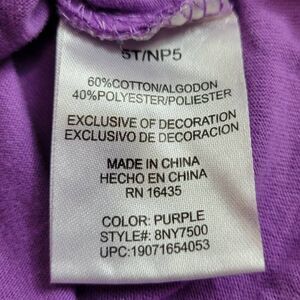 5T/NP5
60%COTTON/ALGODON
40%POLYESTER/POLIESTER
EXCLUSIVE OF DECORATION
EXCLUSIVO DE DECORACION
MADE IN CHINA
HECHO EN CHINA
RN 16435
COLOR: PURPLE
STYLE#: 8NY7500
UPC:19071654053